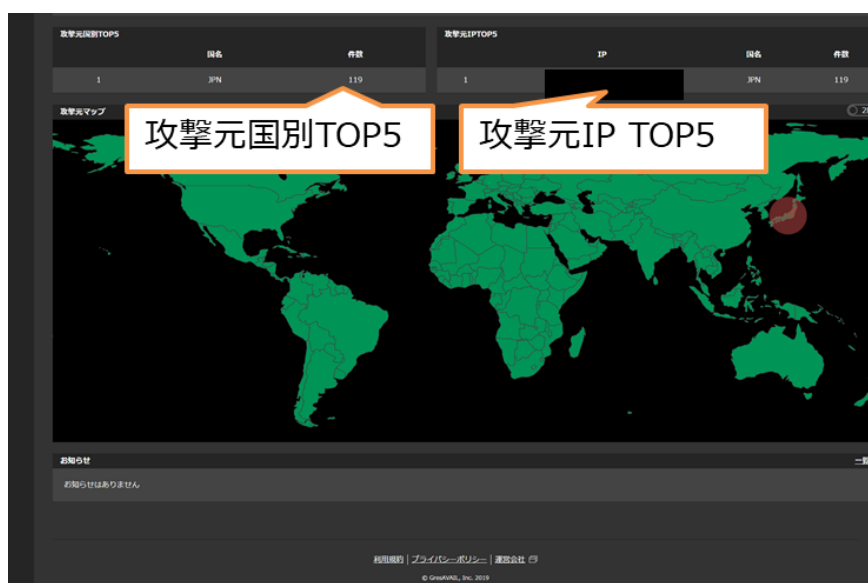 攻撃元国別TOP5
国名 件数
1 JPN 119
攻撃元IPTOP5
IP 国名 件数
1 JPN 119
攻撃元国別TOP5
攻撃元IP TOP5
攻撃元マップ
お知らせ
お知らせはありません
利用規約 | プライバシーポリシー | 運営会社
© GresAVAIL, Inc. 2019